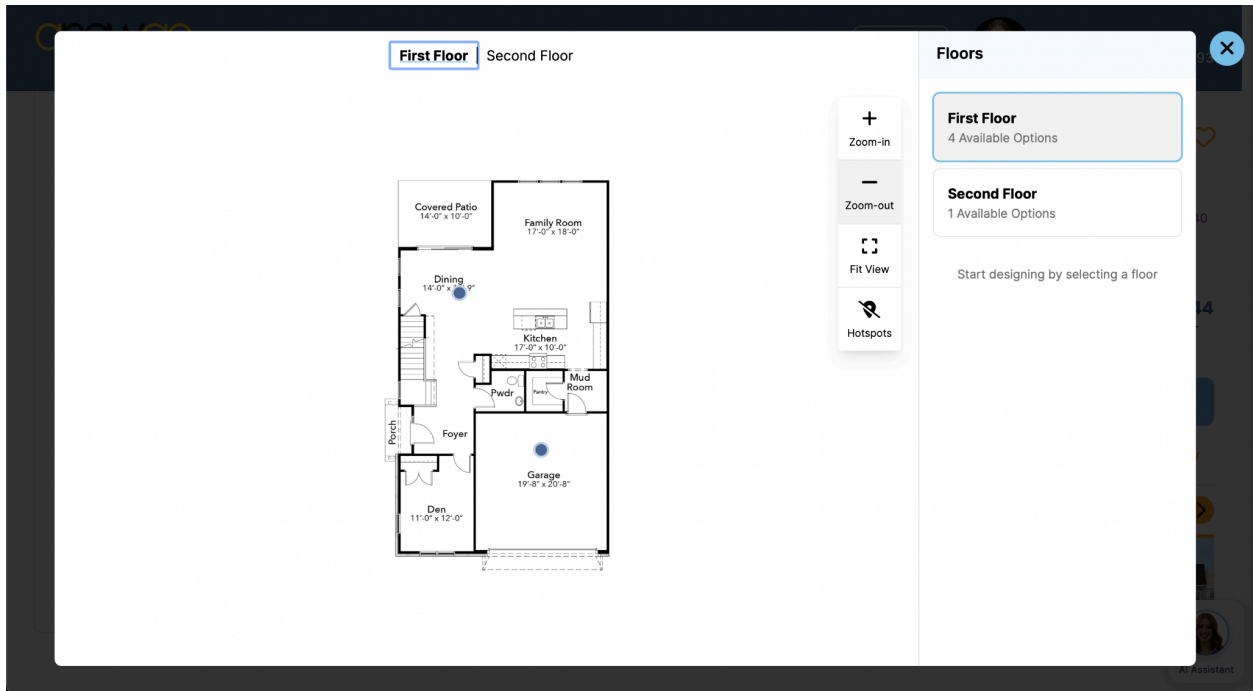 First Floor | Second Floor
Floors
First Floor
4 Available Options
Second Floor
1 Available Options
Start designing by selecting a floor
Zoom-in
Zoom-out
Fit View
Hotspots
Covered Patio
14'-0" x 10'-0"
Family Room
17'-0" x 18'-0"
Dining
14'-0" x
Kitchen
17'-0" x 10'-0"
Mud
Room
Pwdr
Pantry
Porch
Foyer
Garage
19'-8" x 20'-8"
Den
11'-0" x 12'-0"
AI Assistant